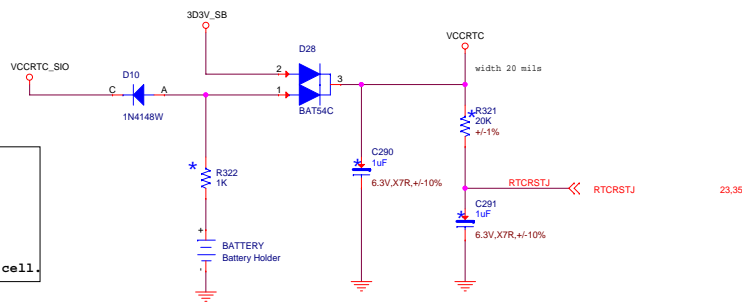 3D3V_SB
VCCRTC_SIO
D10
C
A
1N4148W
D28
2
1
3
BAT54C
VCCRTC
width 20 mils
*
R321
20K
+/-1%
*
R322
1K
*
C290
1uF
6.3V,X7R,+/-10%
RTCRSTJ
RTCRSTJ
23,35
*
C291
1uF
6.3V,X7R,+/-10%
+
BATTERY
Battery Holder
-
cell.